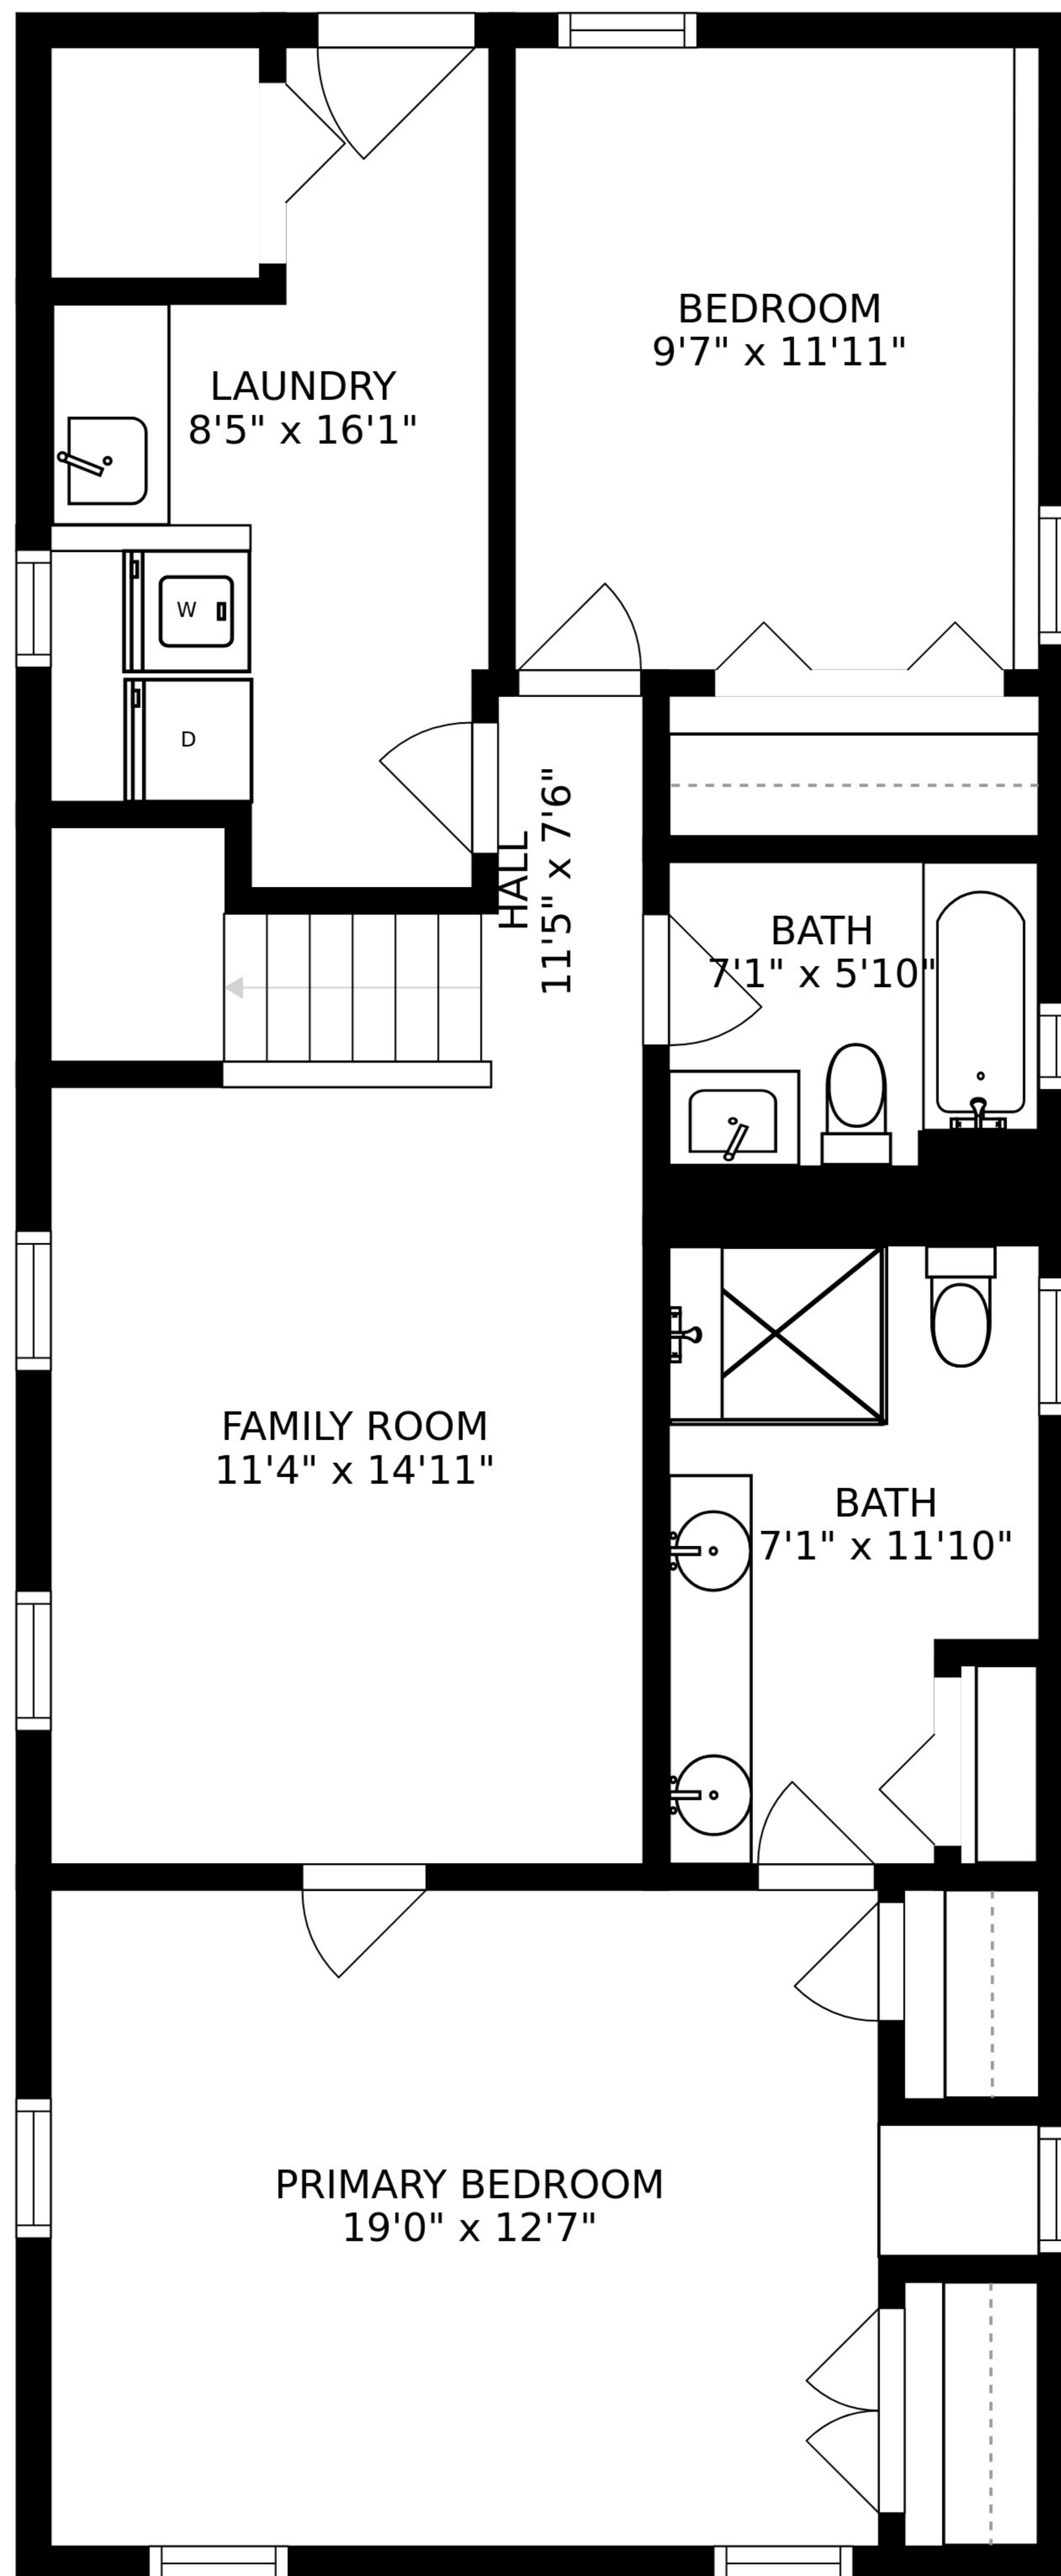 BEDROOM
9'7" x 11'11"
LAUNDRY
8'5" x 16'1"
W
D
HALL
11'5" x 7'6"
BATH
7'1" x 5'10"
FAMILY ROOM
11'4" x 14'11"
BATH
7'1" x 11'10"
PRIMARY BEDROOM
19'0" x 12'7"